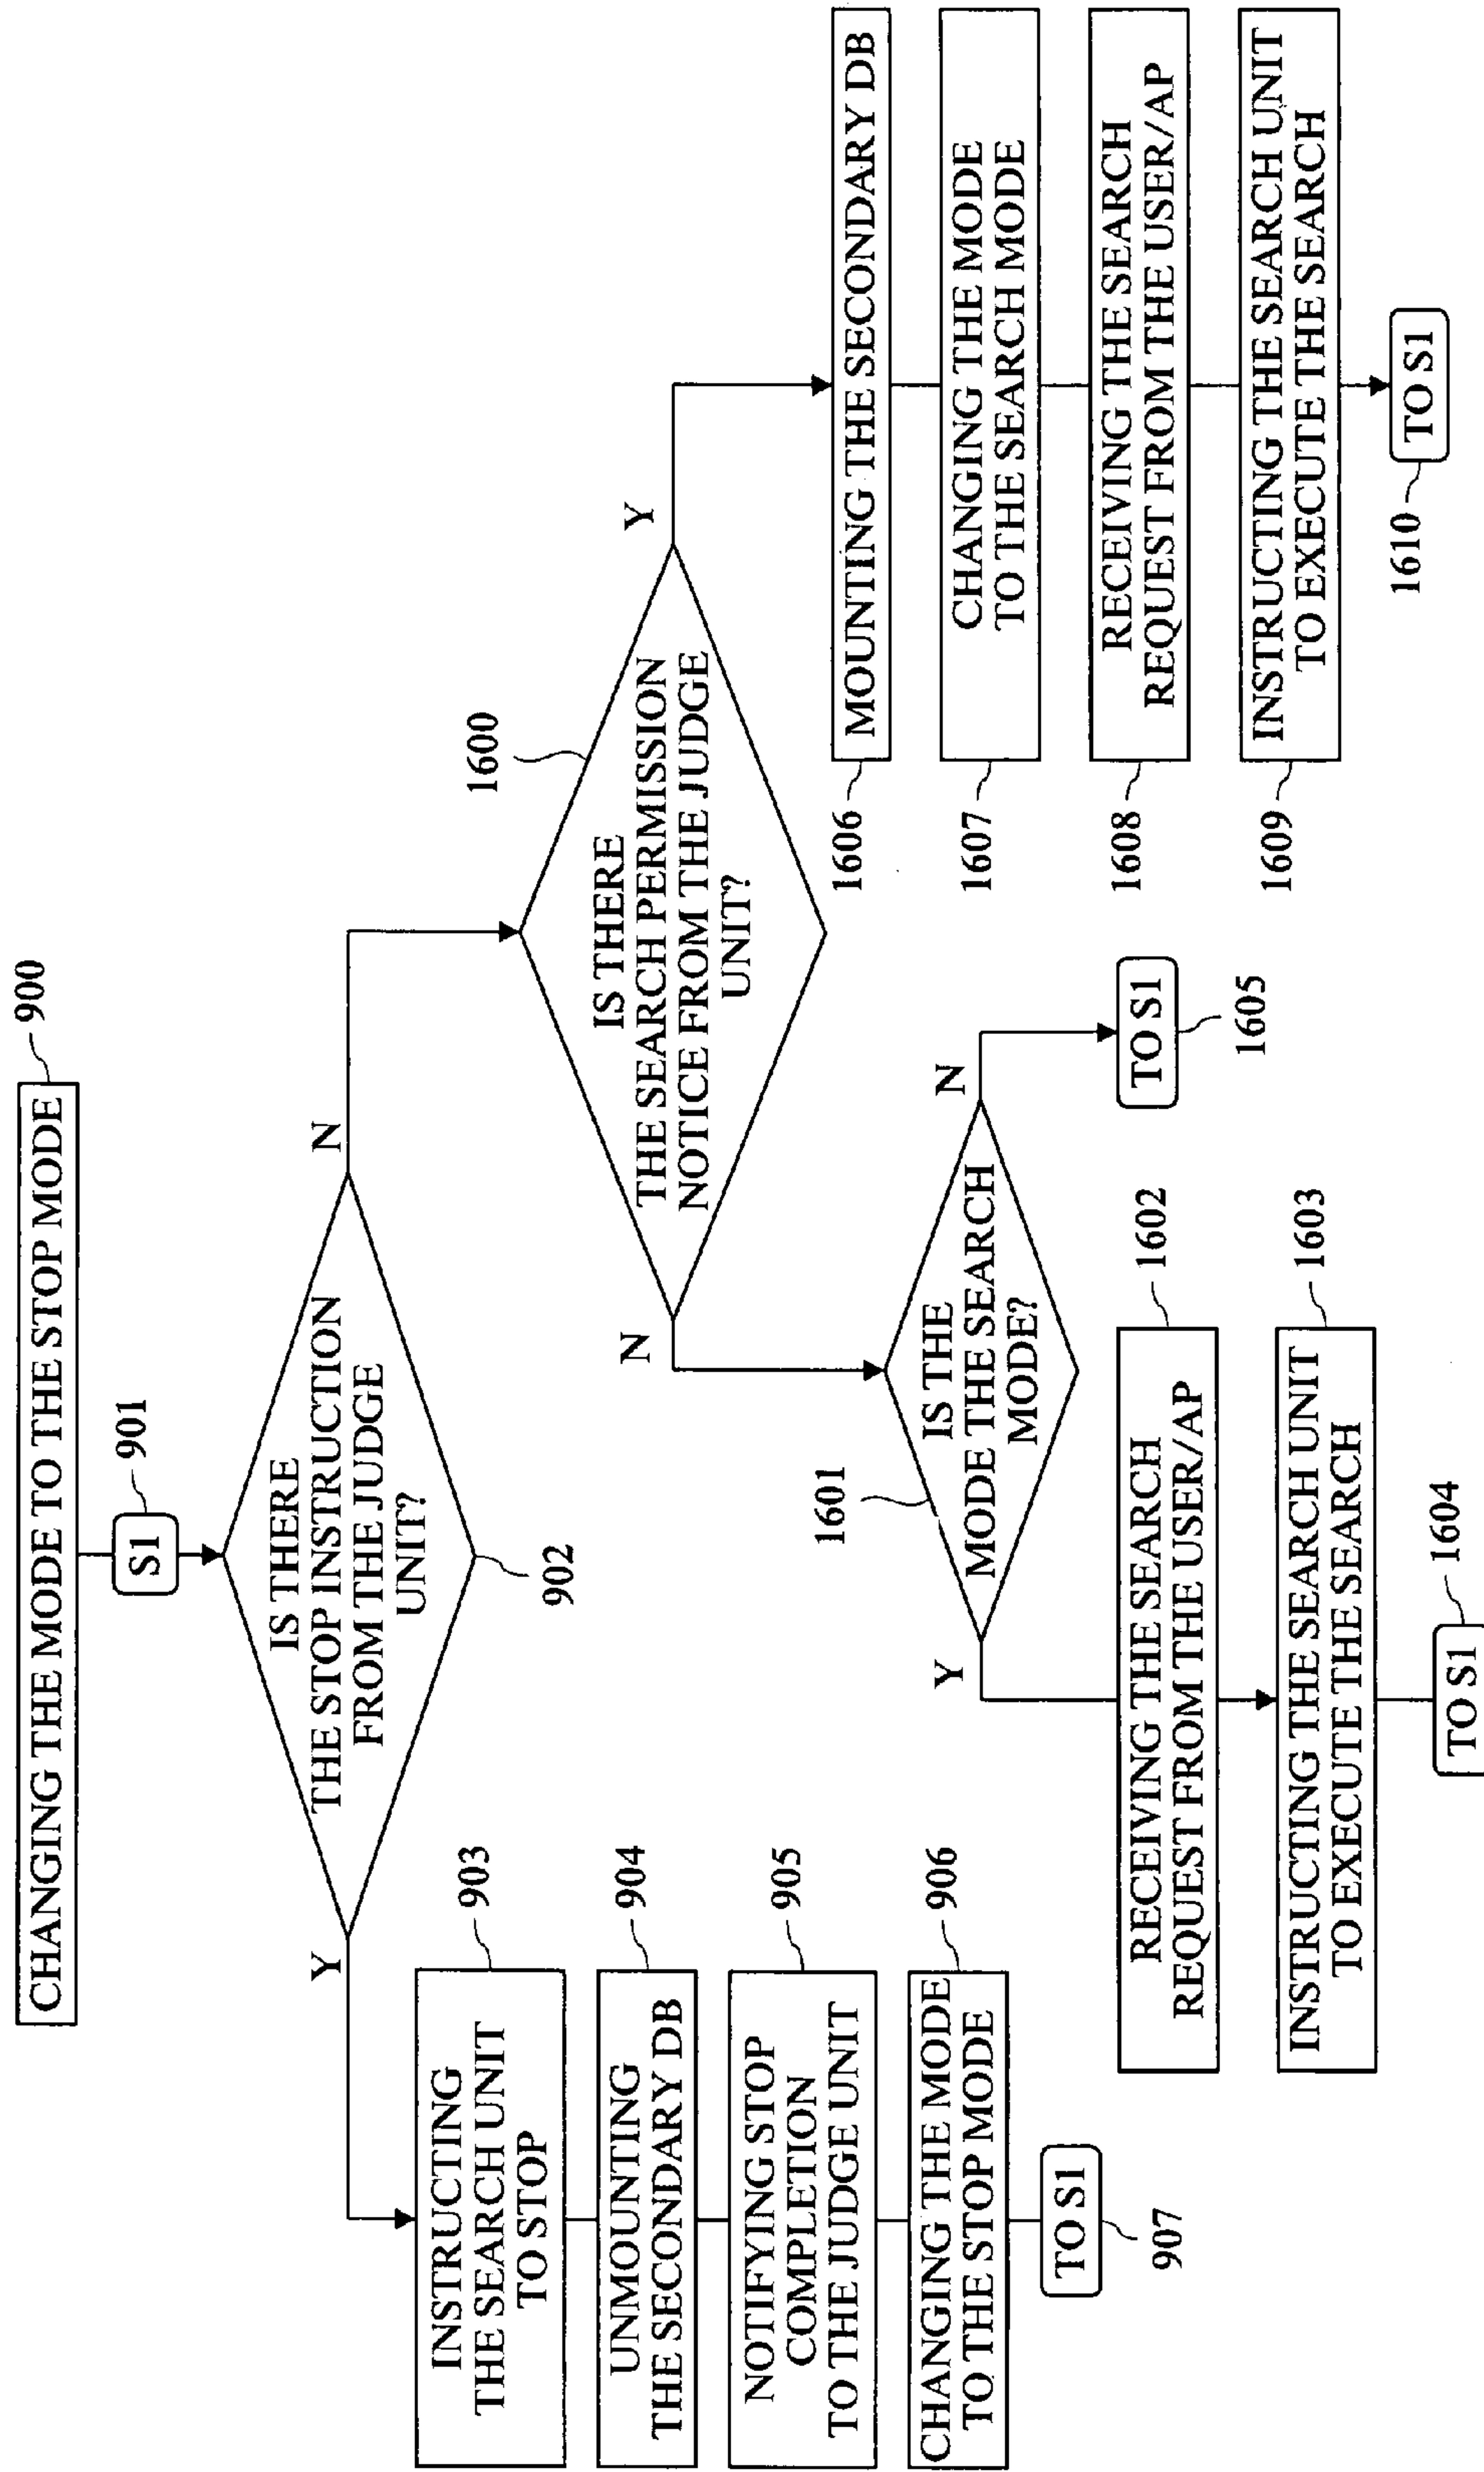 CHANGING THE MODE TO THE STOP MODE
900
S1
901
IS THERE
THE STOP INSTRUCTION
FROM THE JUDGE
UNIT?
902
Y
N
INSTRUCTING
THE SEARCH UNIT
TO STOP
903
UNMOUNTING
THE SECONDARY DB
904
NOTIFYING STOP
COMPLETION
TO THE JUDGE UNIT
905
CHANGING THE MODE
TO THE STOP MODE
906
TO S1
907
1600
IS THERE
THE SEARCH PERMISSION
NOTICE FROM THE JUDGE
UNIT?
N
Y
1601
IS THE
MODE THE SEARCH
MODE?
Y
N
RECEIVING THE SEARCH
REQUEST FROM THE USER/AP
1602
INSTRUCTING THE SEARCH UNIT
TO EXECUTE THE SEARCH
1603
TO S1
1604
TO S1
1605
1606
MOUNTING THE SECONDARY DB
1607
CHANGING THE MODE
TO THE SEARCH MODE
1608
RECEIVING THE SEARCH
REQUEST FROM THE USER/AP
1609
INSTRUCTING THE SEARCH UNIT
TO EXECUTE THE SEARCH
1610
TO S1